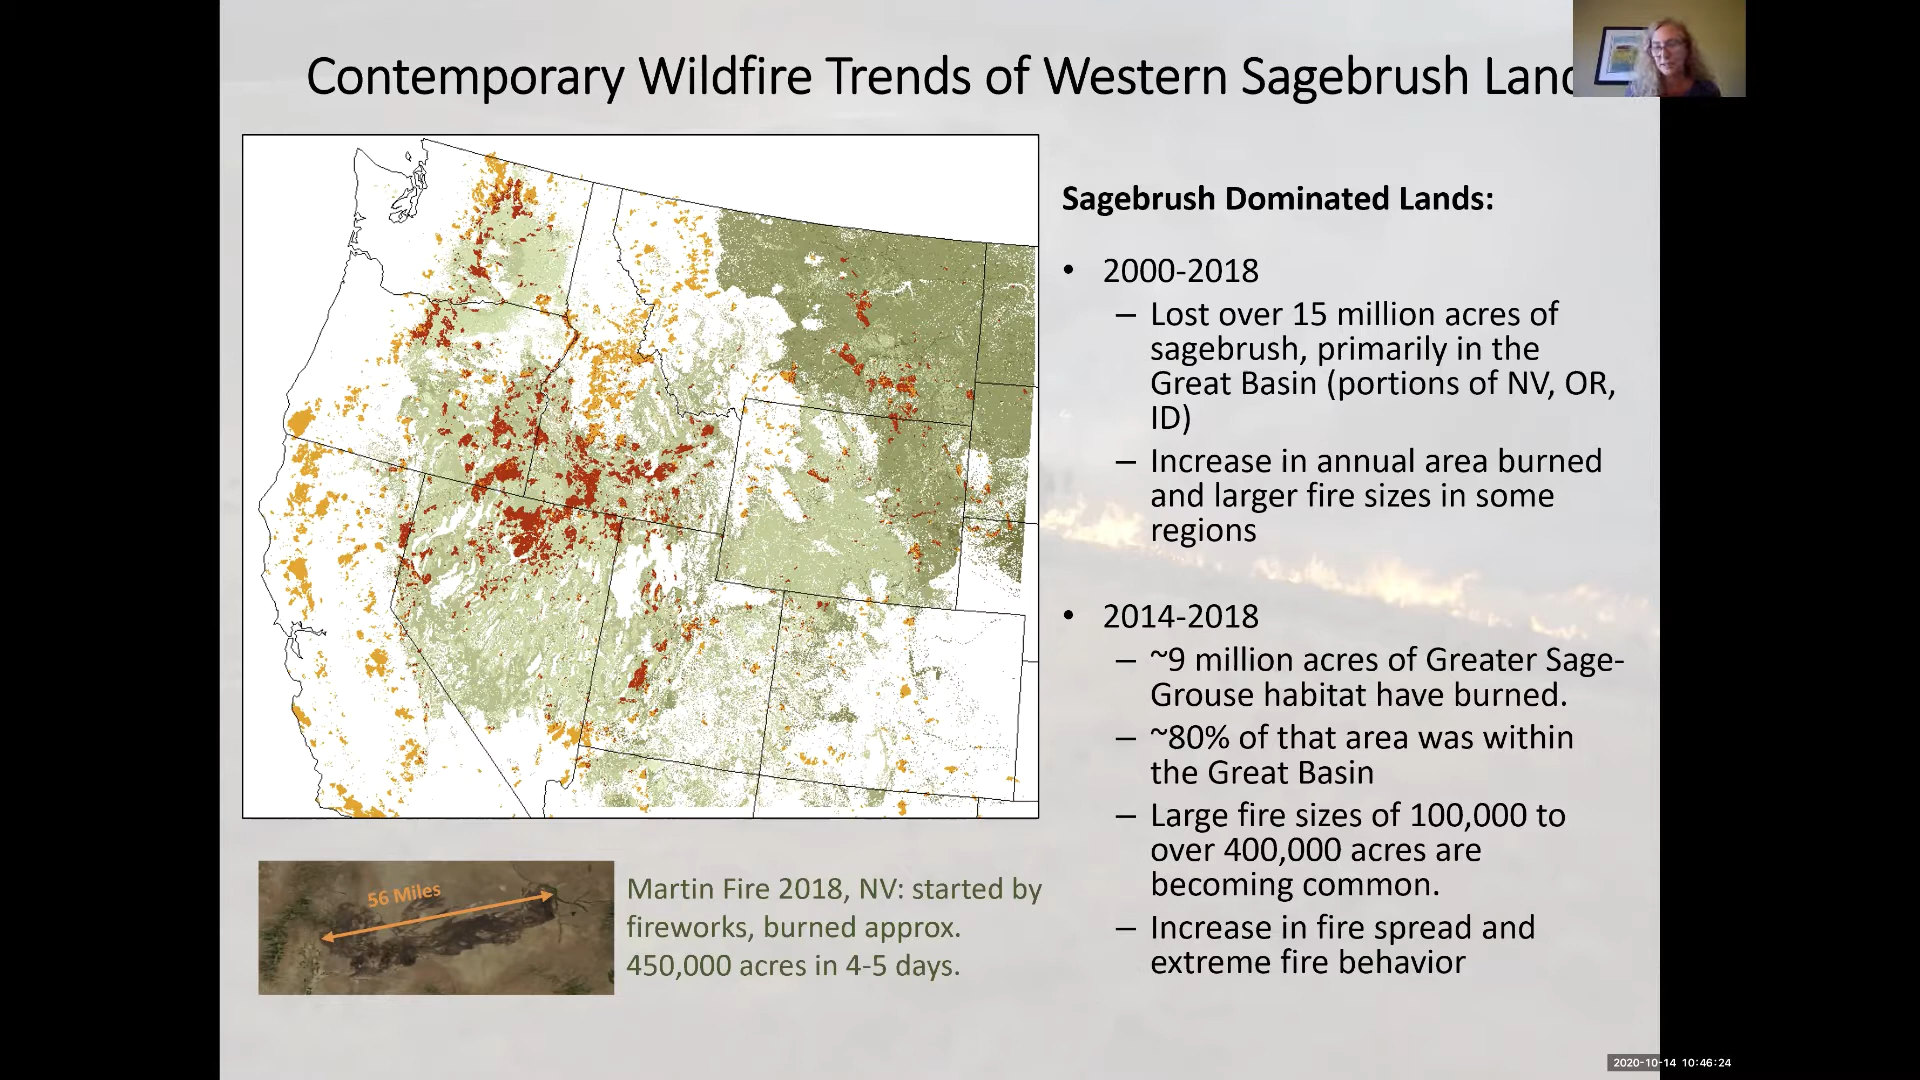 Contemporary Wildfire Trends of Western Sagebrush Land
Sagebrush Dominated Lands:
• 2000-2018
– Lost over 15 million acres of
sagebrush, primarily in the
Great Basin (portions of NV, OR,
ID)
– Increase in annual area burned
and larger fire sizes in some
regions
• 2014-2018
– ~9 million acres of Greater Sage-
Grouse habitat have burned.
– ~80% of that area was within
the Great Basin
– Large fire sizes of 100,000 to
over 400,000 acres are
becoming common.
– Increase in fire spread and
extreme fire behavior
56 Miles
Martin Fire 2018, NV: started by
fireworks, burned approx.
450,000 acres in 4-5 days.
2020-10-14 10:46:24